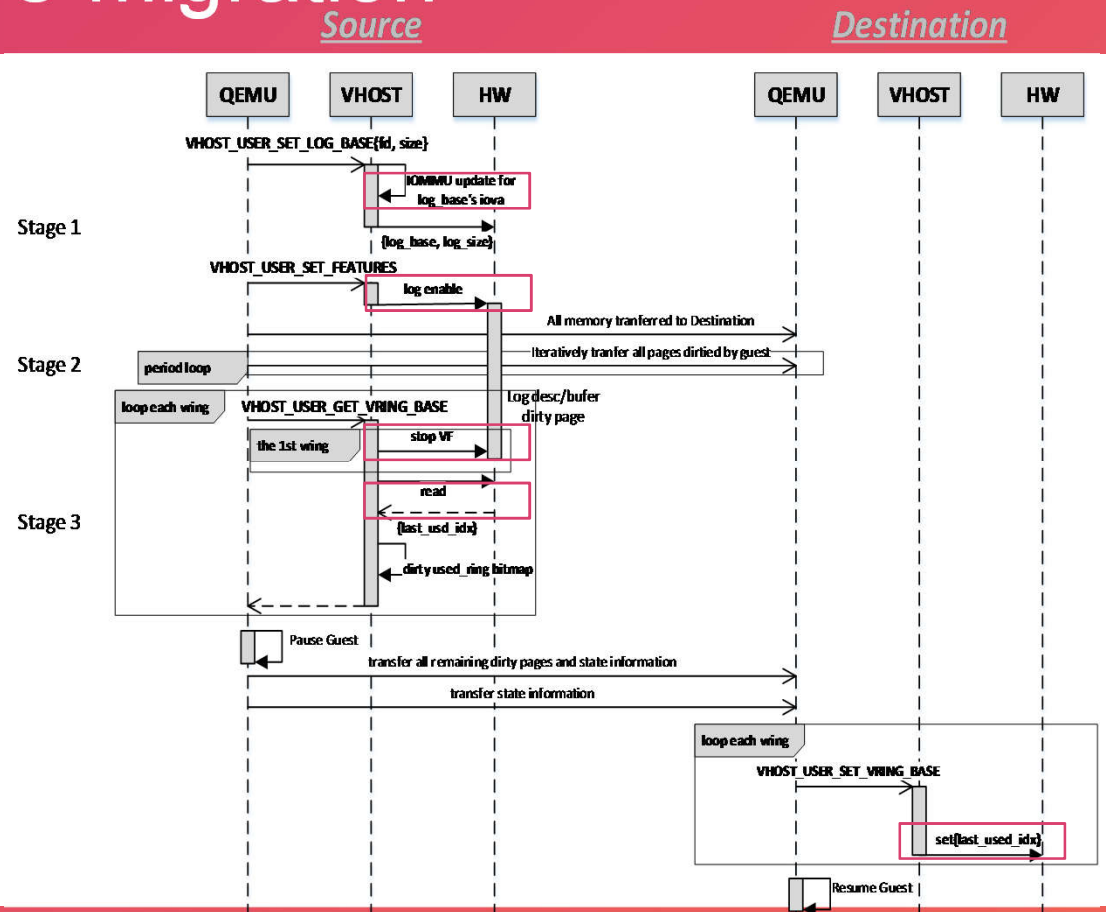 Migration
Source
Destination
QEMU
VHOST
HW
QEMU
VHOST
HW
VHOST_USER_SET_LOG_BASE{fd, size}
IOMMU update for
log_base's iova
Stage 1
{log_base, log_size}
VHOST_USER_SET_FEATURES
log enable
All memory tranferred to Destination
Stage 2
period loop
Iteratively tranfer all pages dirtied by guest
loop each wring
VHOST_USER_GET_VRING_BASE
Log desc/bufer
dirty page
the 1st wring
stop VF
read
Stage 3
{last_usd_idx}
dirty used_ring bitmap
Pause Guest
transfer all remaining dirty pages and state information
transfer state information
loop each wring
VHOST_USER_SET_VRING_BASE
set{last_used_idx}
Resume Guest